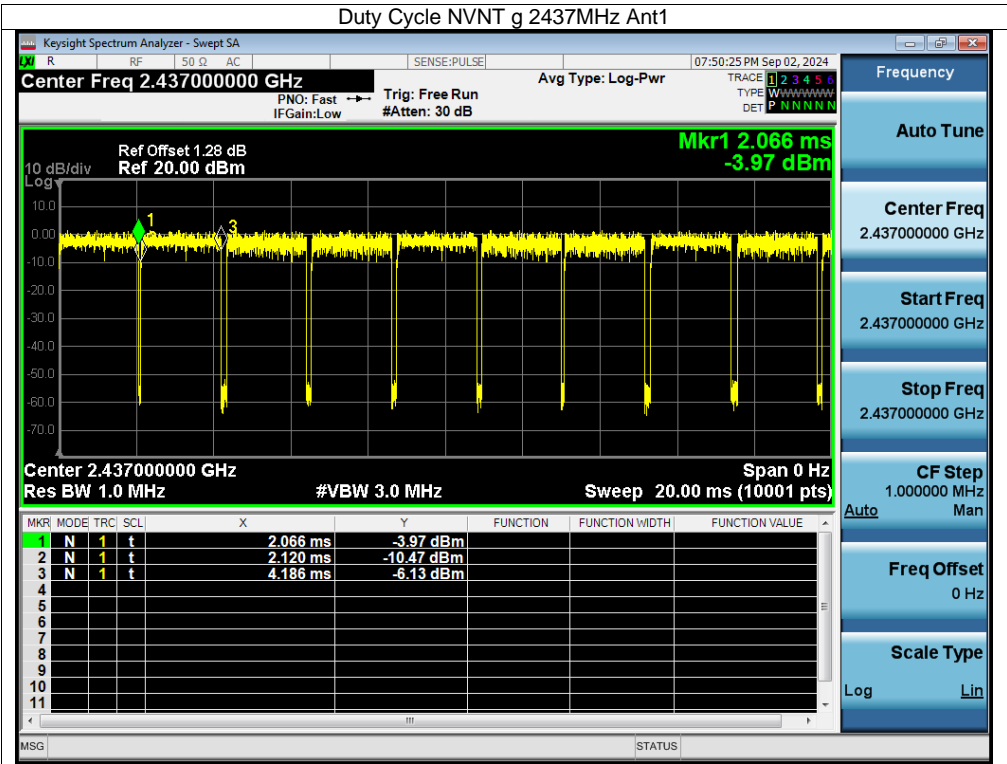 Duty Cycle NVNT g 2437MHz Ant1
Keysight Spectrum Analyzer - Swept SA
LXI R RF 50 Ω AC SENSE:PULSE 07:50:25 PM Sep 02, 2024
Center Freq 2.437000000 GHz Avg Type: Log-Pwr TRACE 1 2 3 4 5 6
PNO: Fast Trig: Free Run TYPE WWWWWW
IFGain:Low #Atten: 30 dB DET P N N N N N
Mkr1 2.066 ms
-3.97 dBm
Ref Offset 1.28 dB
10 dB/div Ref 20.00 dBm
Log
10.0
0.00
-10.0
-20.0
-30.0
-40.0
-50.0
-60.0
-70.0
1
3
Center 2.437000000 GHz Span 0 Hz
Res BW 1.0 MHz #VBW 3.0 MHz Sweep 20.00 ms (10001 pts)
MKR MODE TRC SCL X Y FUNCTION FUNCTION WIDTH FUNCTION VALUE
1 N 1 t 2.066 ms -3.97 dBm
2 N 1 t 2.120 ms -10.47 dBm
3 N 1 t 4.186 ms -6.13 dBm
4
5
6
7
8
9
10
11
MSG STATUS
Frequency
Auto Tune
Center Freq
2.437000000 GHz
Start Freq
2.437000000 GHz
Stop Freq
2.437000000 GHz
CF Step
1.000000 MHz
Auto Man
Freq Offset
0 Hz
Scale Type
Log Lin